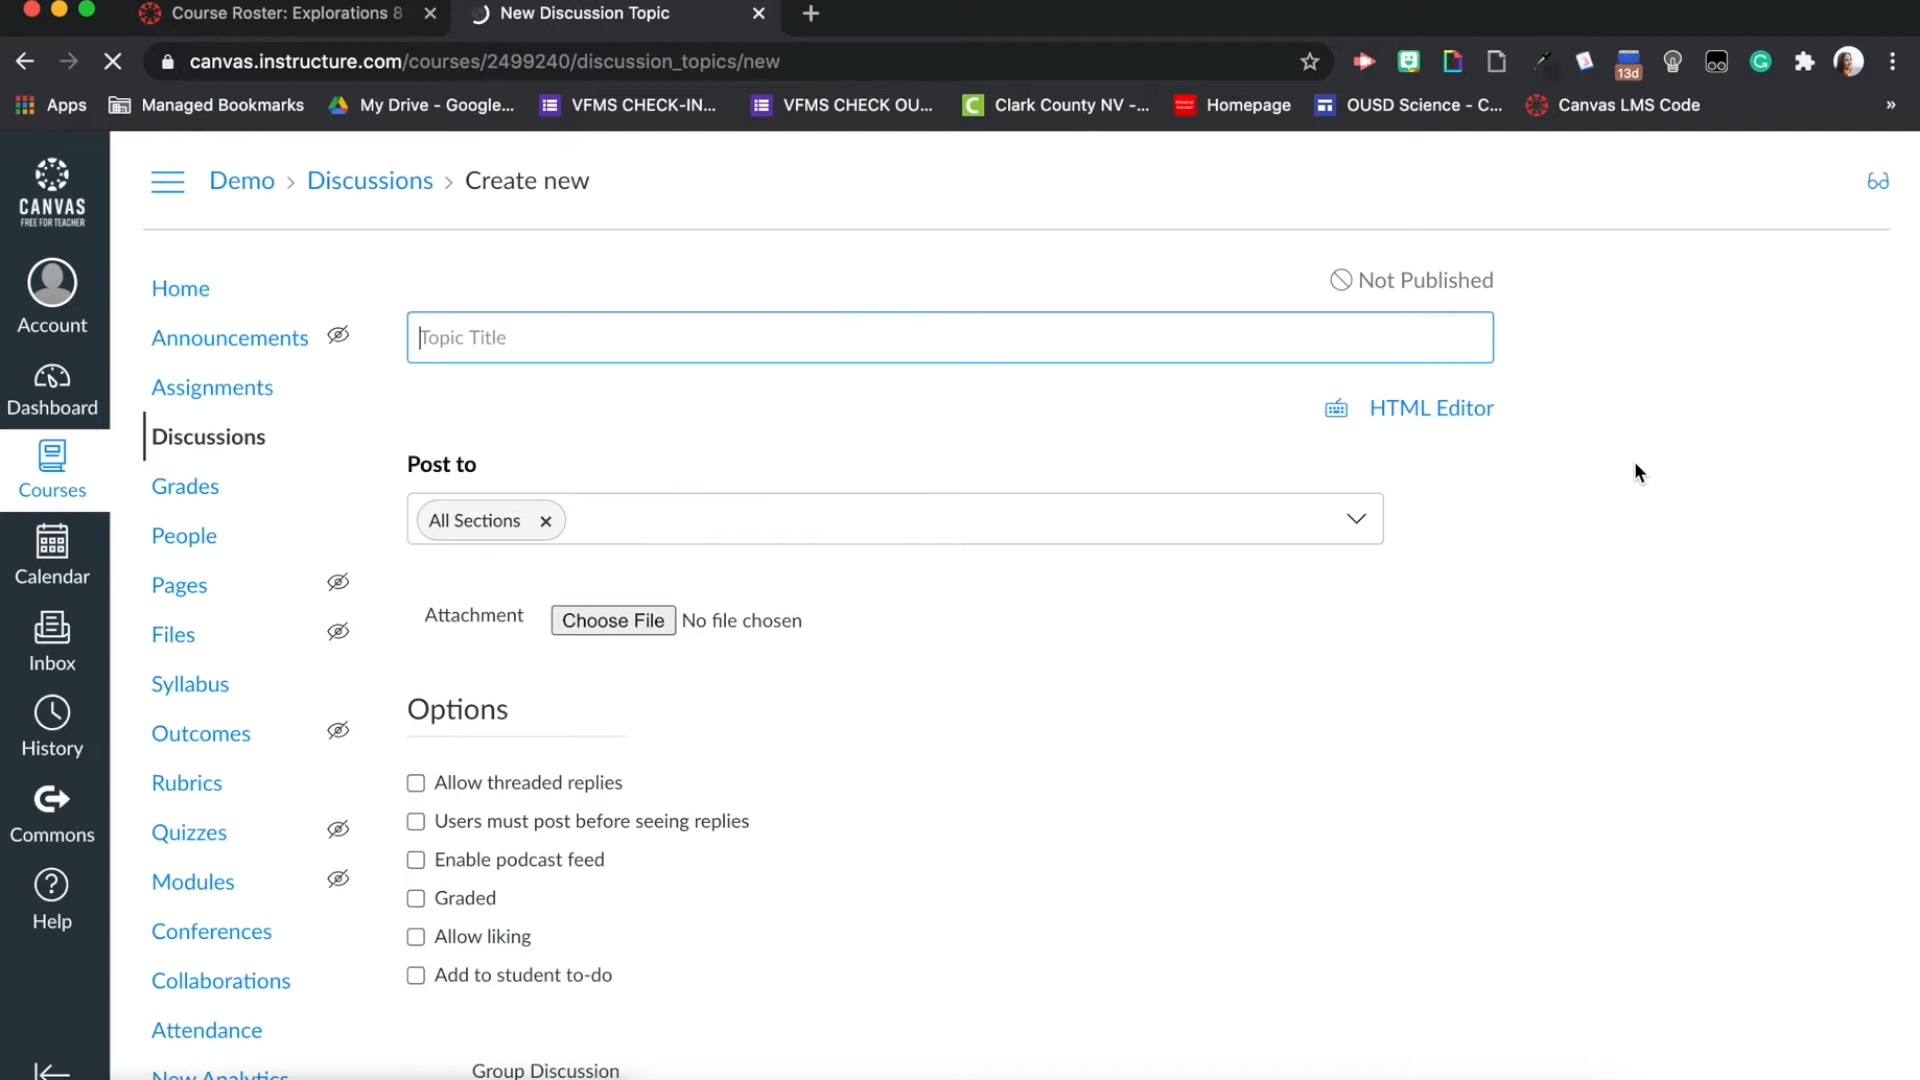 Course Roster: Explorations 8
New Discussion Topic
canvas.instructure.com/courses/2499240/discussion_topics/new
13d
Apps
Managed Bookmarks
My Drive - Google...
VFMS CHECK-IN...
VFMS CHECK OU...
Clark County NV -...
Homepage
OUSD Science - C...
Canvas LMS Code
»
CANVAS
FREE FOR TEACHER
Account
Dashboard
Courses
Calendar
Inbox
History
Commons
Help
Demo > Discussions > Create new
Home
Announcements
Assignments
Discussions
Grades
People
Pages
Files
Syllabus
Outcomes
Rubrics
Quizzes
Modules
Conferences
Collaborations
Attendance
New Analytics
Not Published
Topic Title
HTML Editor
Post to
All Sections
Attachment
Choose File No file chosen
Options
Allow threaded replies
Users must post before seeing replies
Enable podcast feed
Graded
Allow liking
Add to student to-do
Group Discussion